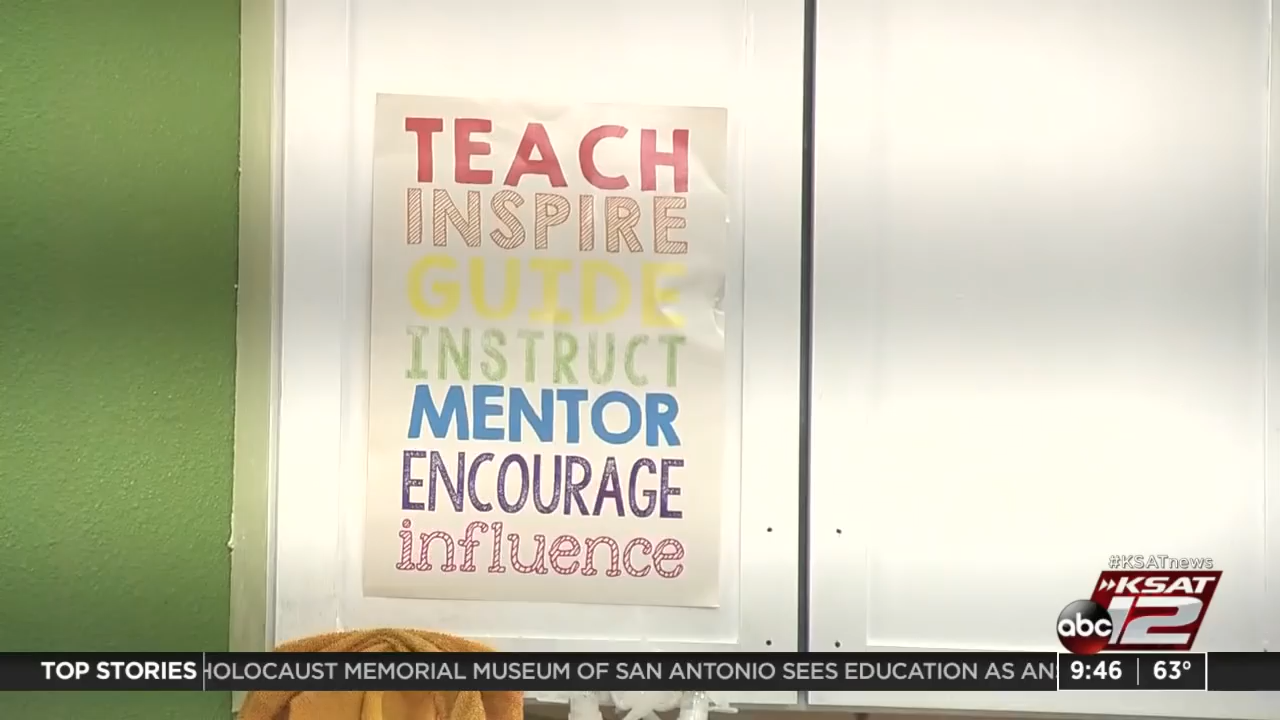 TEACH
INSPIRE
GUIDE
INSTRUCT
MENTOR
ENCOURAGE
influence
#KSATnews
KSAT
abc 12
TOP STORIES HOLOCAUST MEMORIAL MUSEUM OF SAN ANTONIO SEES EDUCATION AS AN 9:46 63°